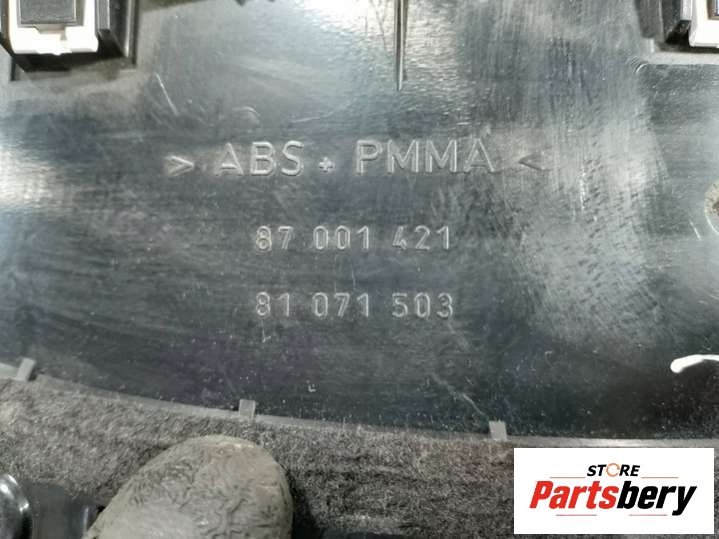 > ABS + PMMA <
87 001 421
81 071 503
STORE
Partsbery